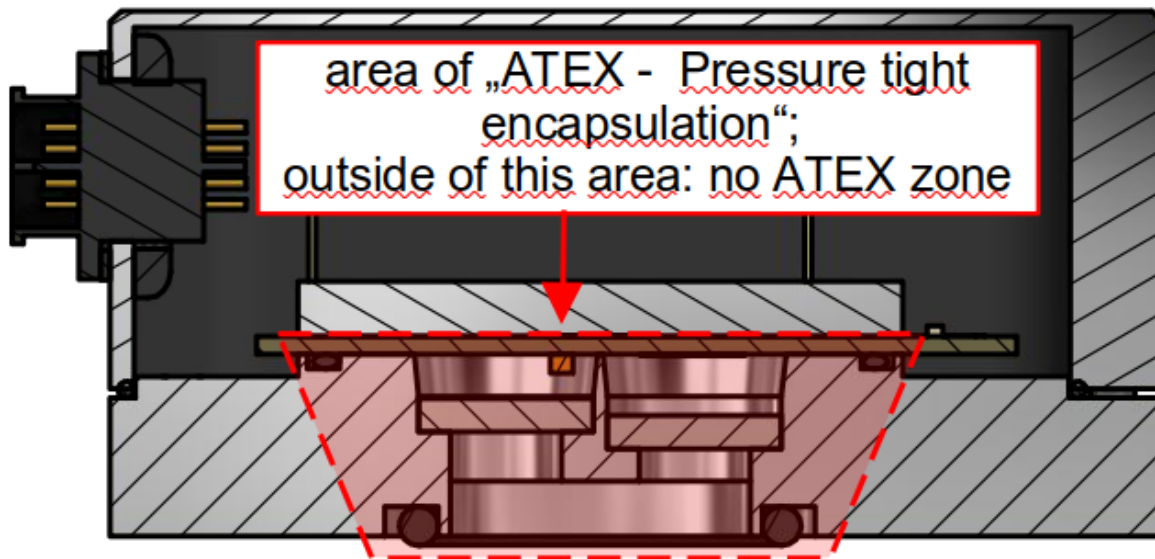 area of „ATEX -  Pressure tight
encapsulation“;
outside of this area: no ATEX zone